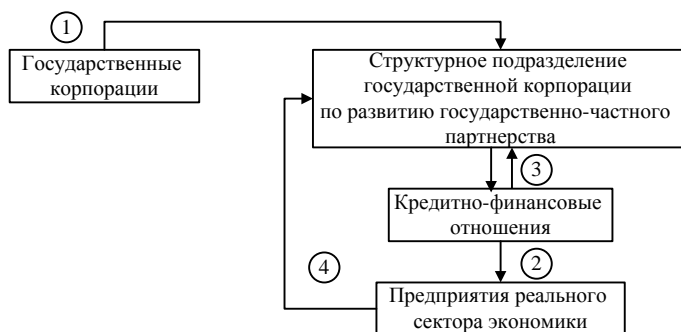 1
Государственные
корпорации
Структурное подразделение
государственной корпорации
по развитию государственно-частного
партнерства
3
Кредитно-финансовые
отношения
2
4
Предприятия реального
сектора экономики